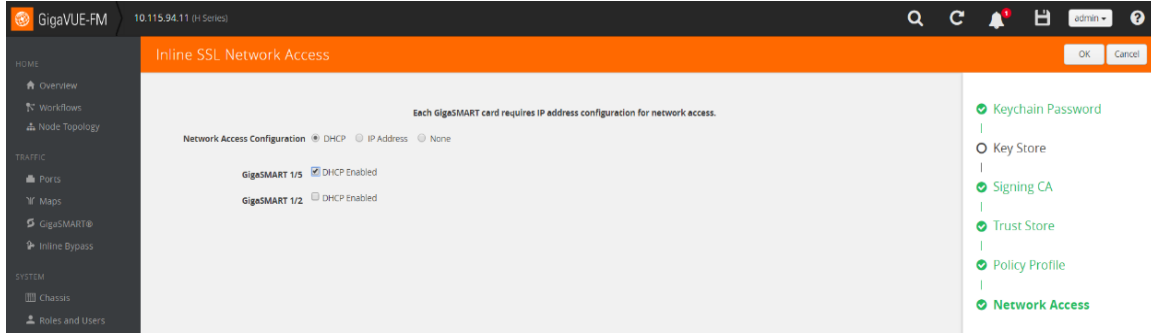 GigaVUE-FM 10.115.94.11 (H Series) 1 admin ?
Inline SSL Network Access OK Cancel
HOME
Overview
Workflows
Node Topology
TRAFFIC
Ports
Maps
GigaSMART®
Inline Bypass
SYSTEM
Chassis
Roles and Users
Each GigaSMART card requires IP address configuration for network access.
Network Access Configuration DHCP IP Address None
GigaSMART 1/5 DHCP Enabled
GigaSMART 1/2 DHCP Enabled
Keychain Password
Key Store
Signing CA
Trust Store
Policy Profile
Network Access